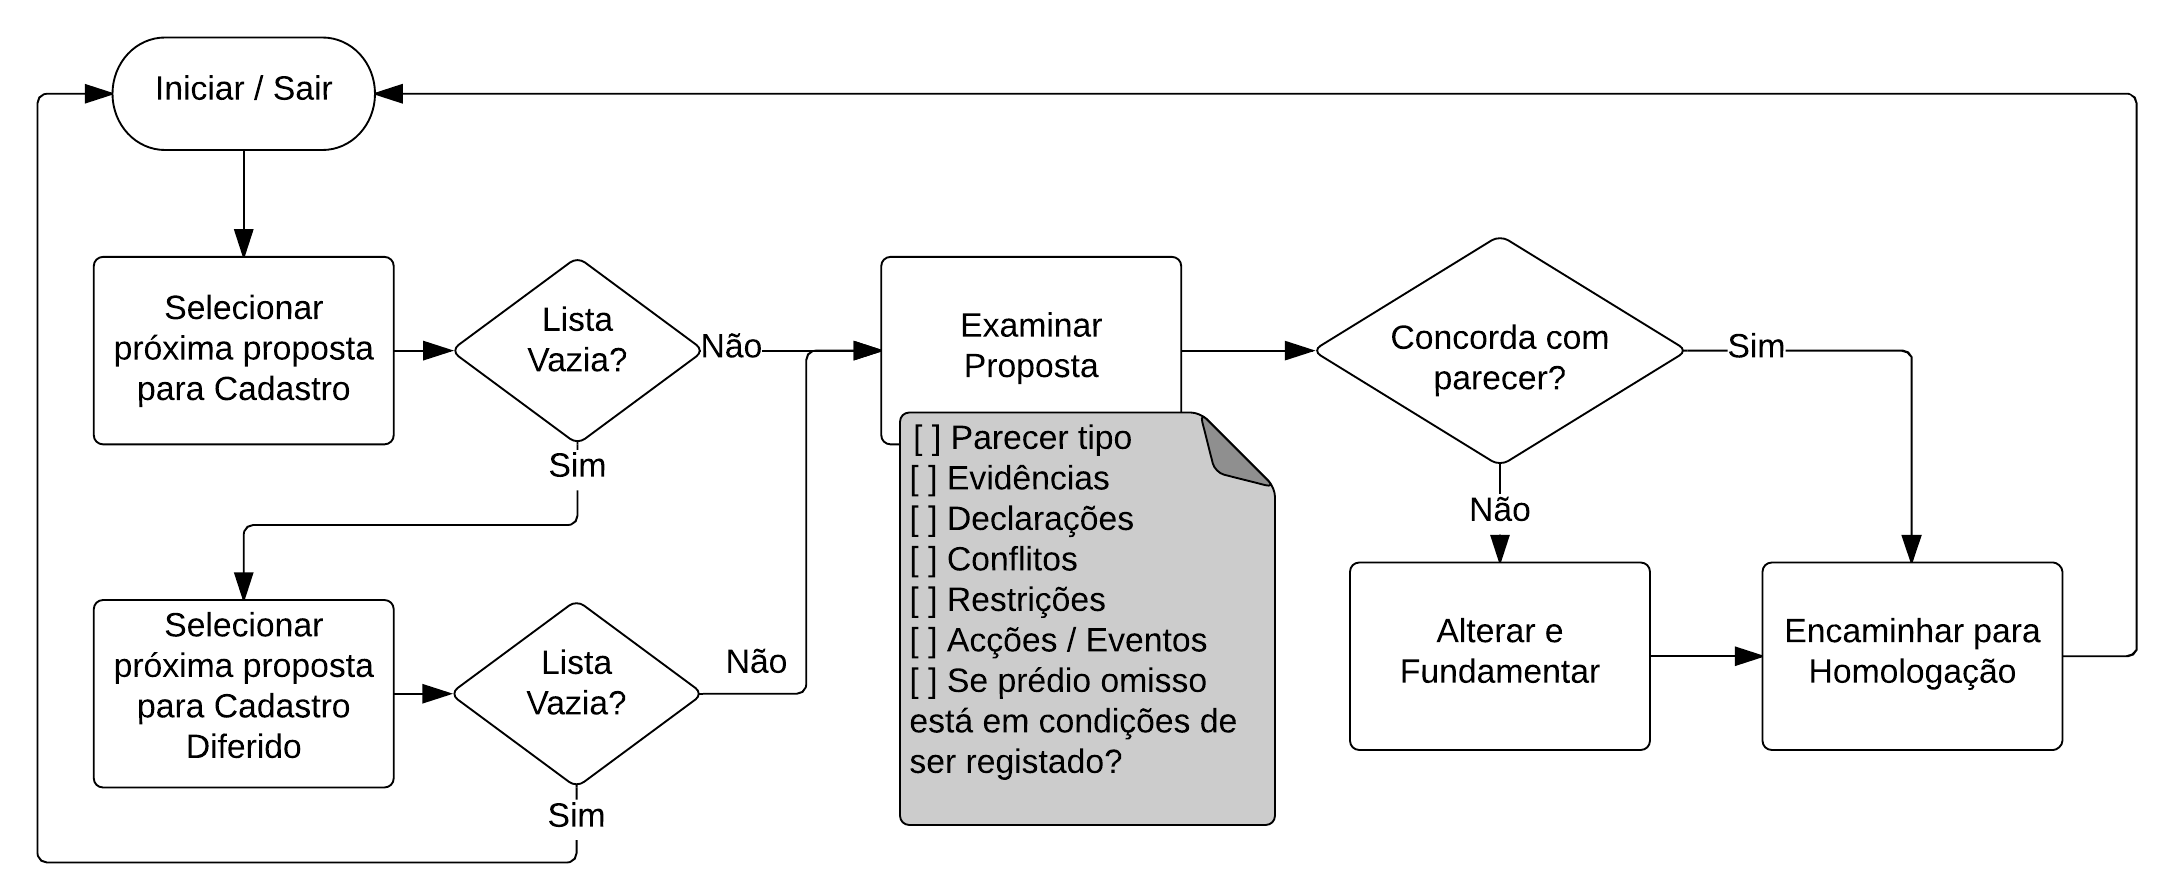 Iniciar / Sair
Selecionar
próxima proposta
para Cadastro
Lista
Vazia?
Não
Sim
Examinar
Proposta
[ ] Parecer tipo
[ ] Evidências
[ ] Declarações
[ ] Conflitos
[ ] Restrições
[ ] Acções / Eventos
[ ] Se prédio omisso
está em condições de
ser registado?
Concorda com
parecer?
Sim
Não
Alterar e
Fundamentar
Encaminhar para
Homologação
Selecionar
próxima proposta
para Cadastro
Diferido
Lista
Vazia?
Não
Sim